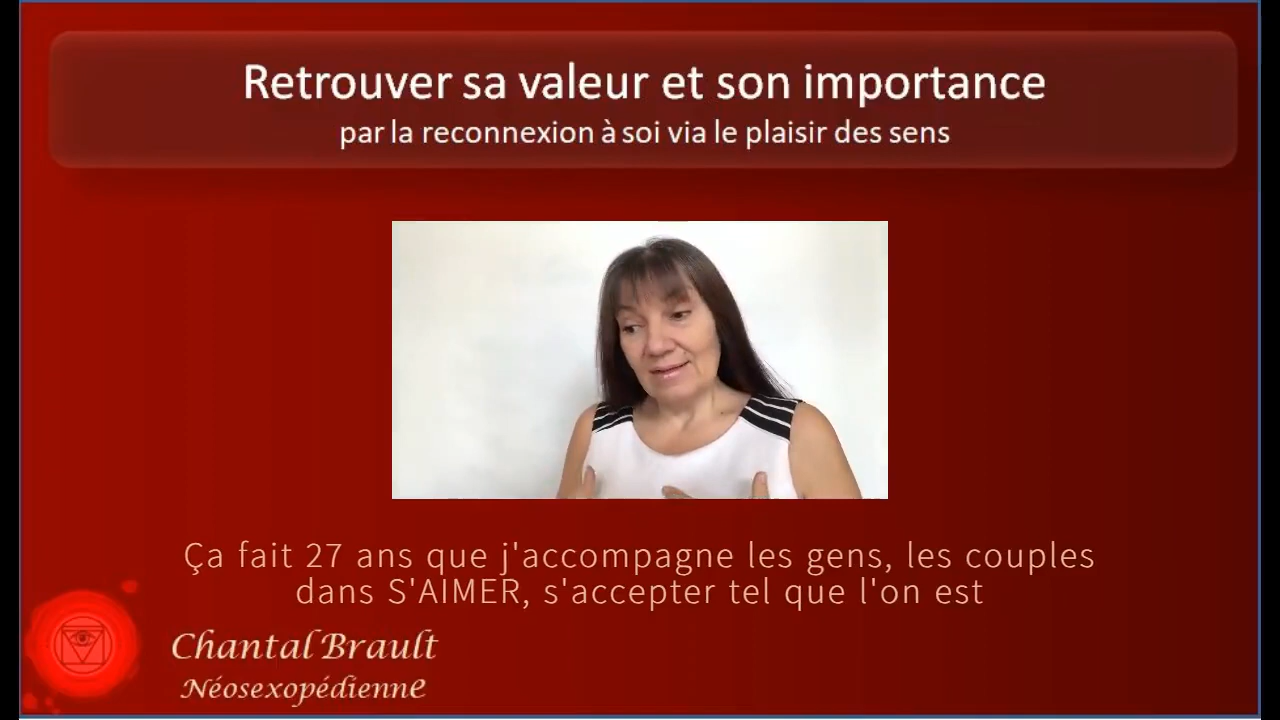 Retrouver sa valeur et son importance
par la reconnexion à soi via le plaisir des sens
Ça fait 27 ans que j'accompagne les gens, les couples
dans S'AIMER, s'accepter tel que l'on est
Chantal Brault
Néosexopédienne